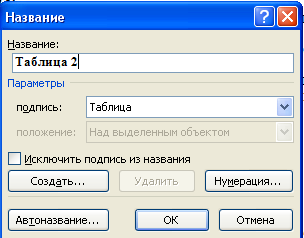 Название
Название:
Таблица 2
Параметры
подпись: Таблица
положение: Над выделенным объектом
Исключить подпись из названия
Создать... Удалить Нумерация...
Автоназвание... ОК Отмена